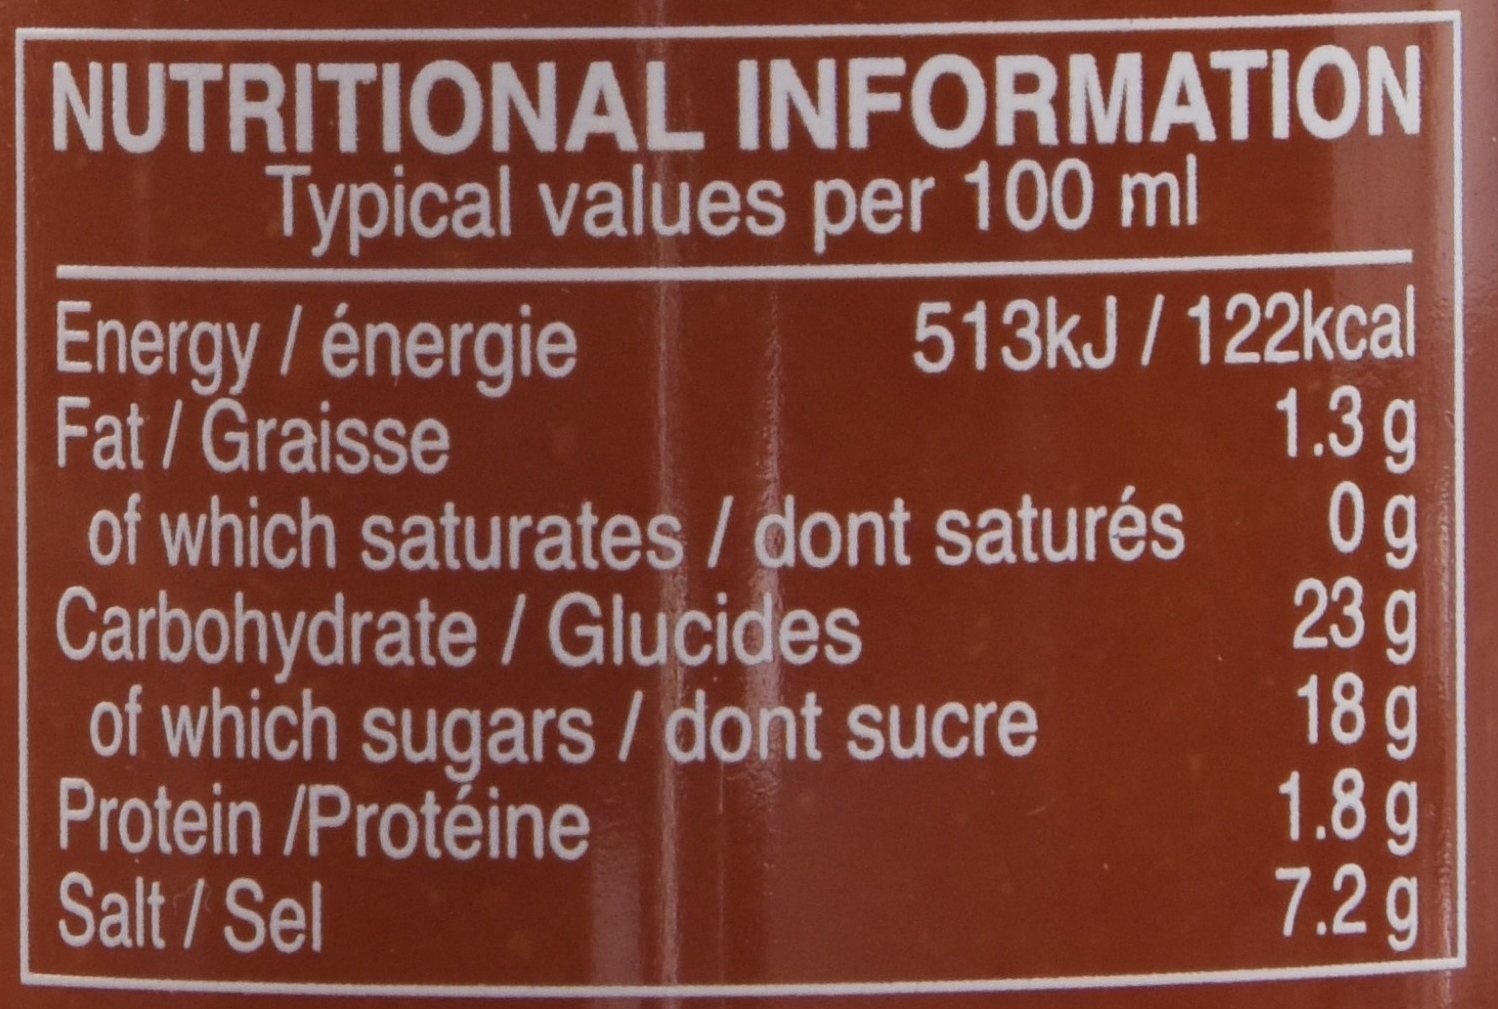 NUTRITIONAL INFORMATION
Typical values per 100 ml
Energy / énergie 513kJ / 122kcal
Fat / Graisse 1.3 g
of which saturates / dont saturés 0 g
Carbohydrate / Glucides 23 g
of which sugars / dont sucre 18 g
Protein /Protéine 1.8 g
Salt / Sel 7.2 g